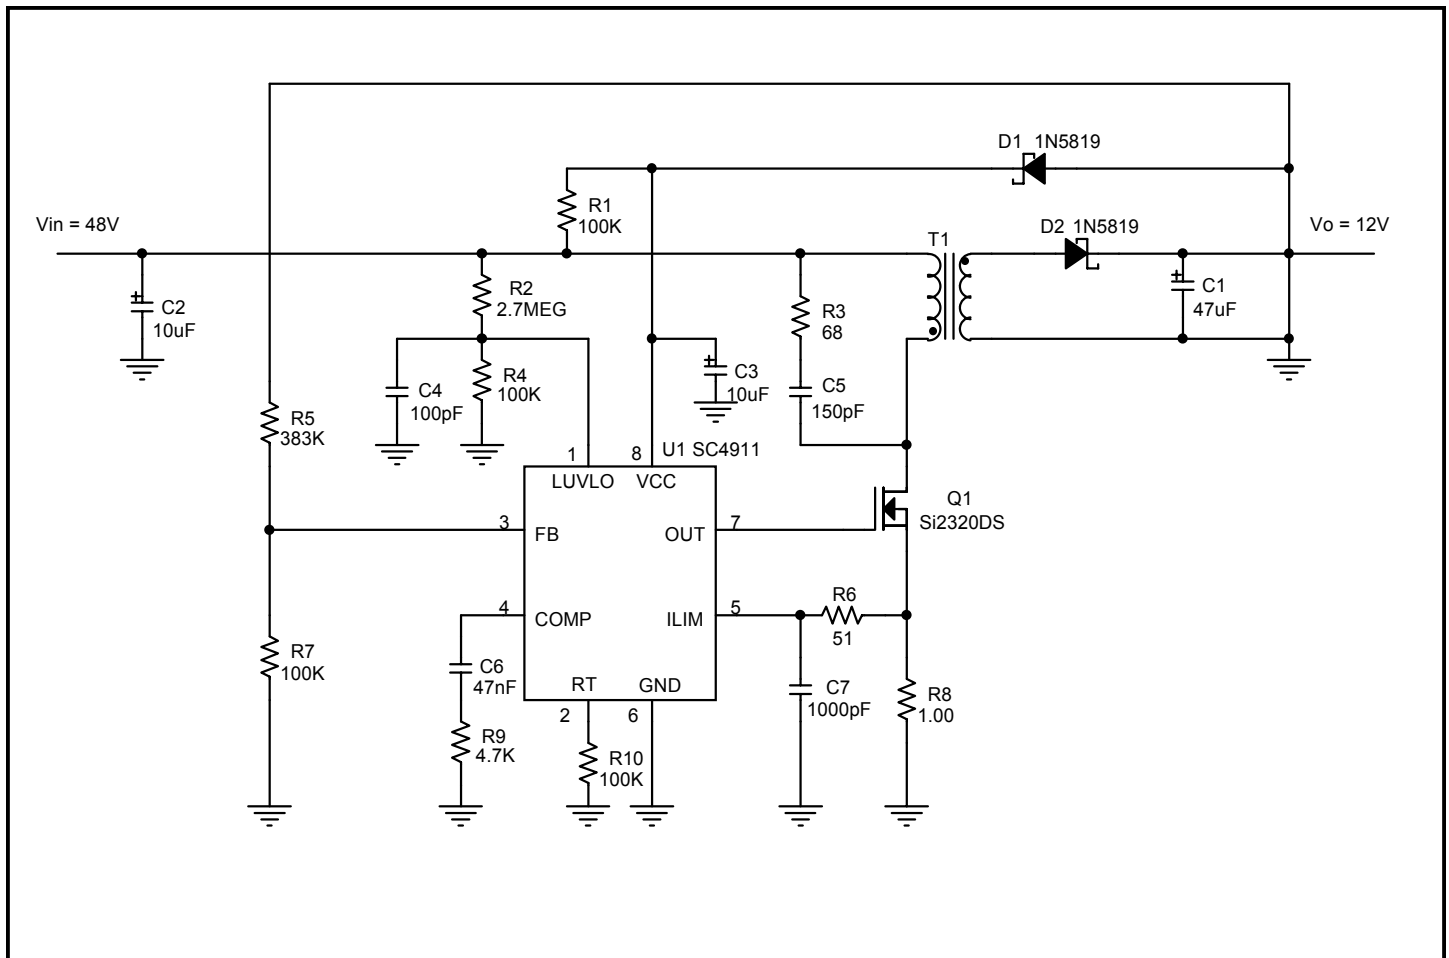 D1 1N5819
R1
100K
Vin = 48V
D2 1N5819
Vo = 12V
T1
C2
10uF
R2
2.7MEG
R3
68
C1
47uF
C4
100pF
R4
100K
C3
10uF
C5
150pF
R5
383K
1
8
U1 SC4911
LUVLO
VCC
3
FB
OUT
7
Q1
Si2320DS
4
COMP
ILIM
5
R6
51
R7
100K
C6
47nF
RT
GND
C7
1000pF
R8
1.00
2
6
R9
4.7K
R10
100K